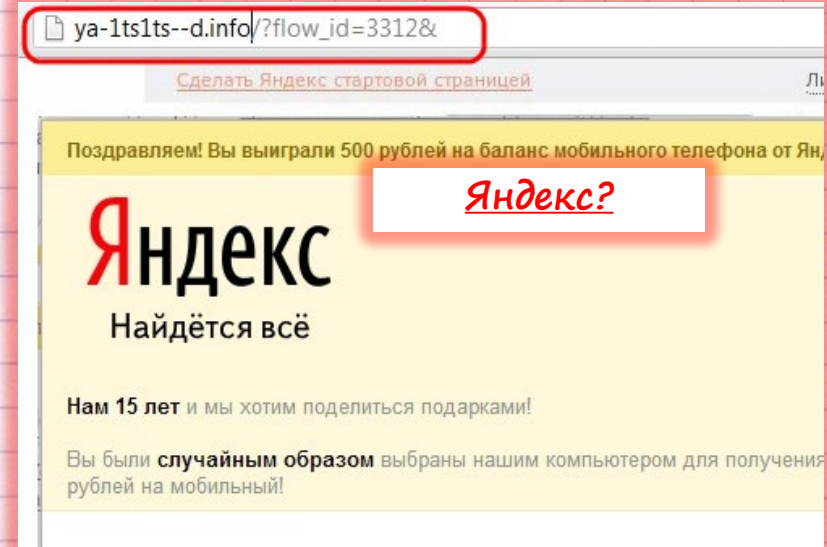 ya-1ts1ts--d.info/?flow_id=3312&
Сделать Яндекс стартовой страницей
Поздравляем! Вы выиграли 500 рублей на баланс мобильного телефона от
Яндекс?
Яндекс
Найдётся всё
Нам 15 лет и мы хотим поделиться подарками!
Вы были случайным образом выбраны нашим компьютером для получения
рублей на мобильный!